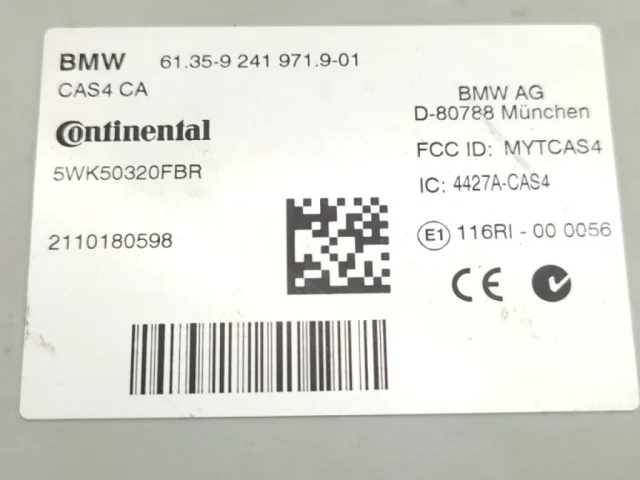 BMW 61.35-9 241 971.9-01
CAS4 CA
Continental
5WK50320FBR
2110180598
BMW AG
D-80788 München
FCC ID: MYTCAS4
IC: 4427A-CAS4
E1 116RI - 00 0056
CE